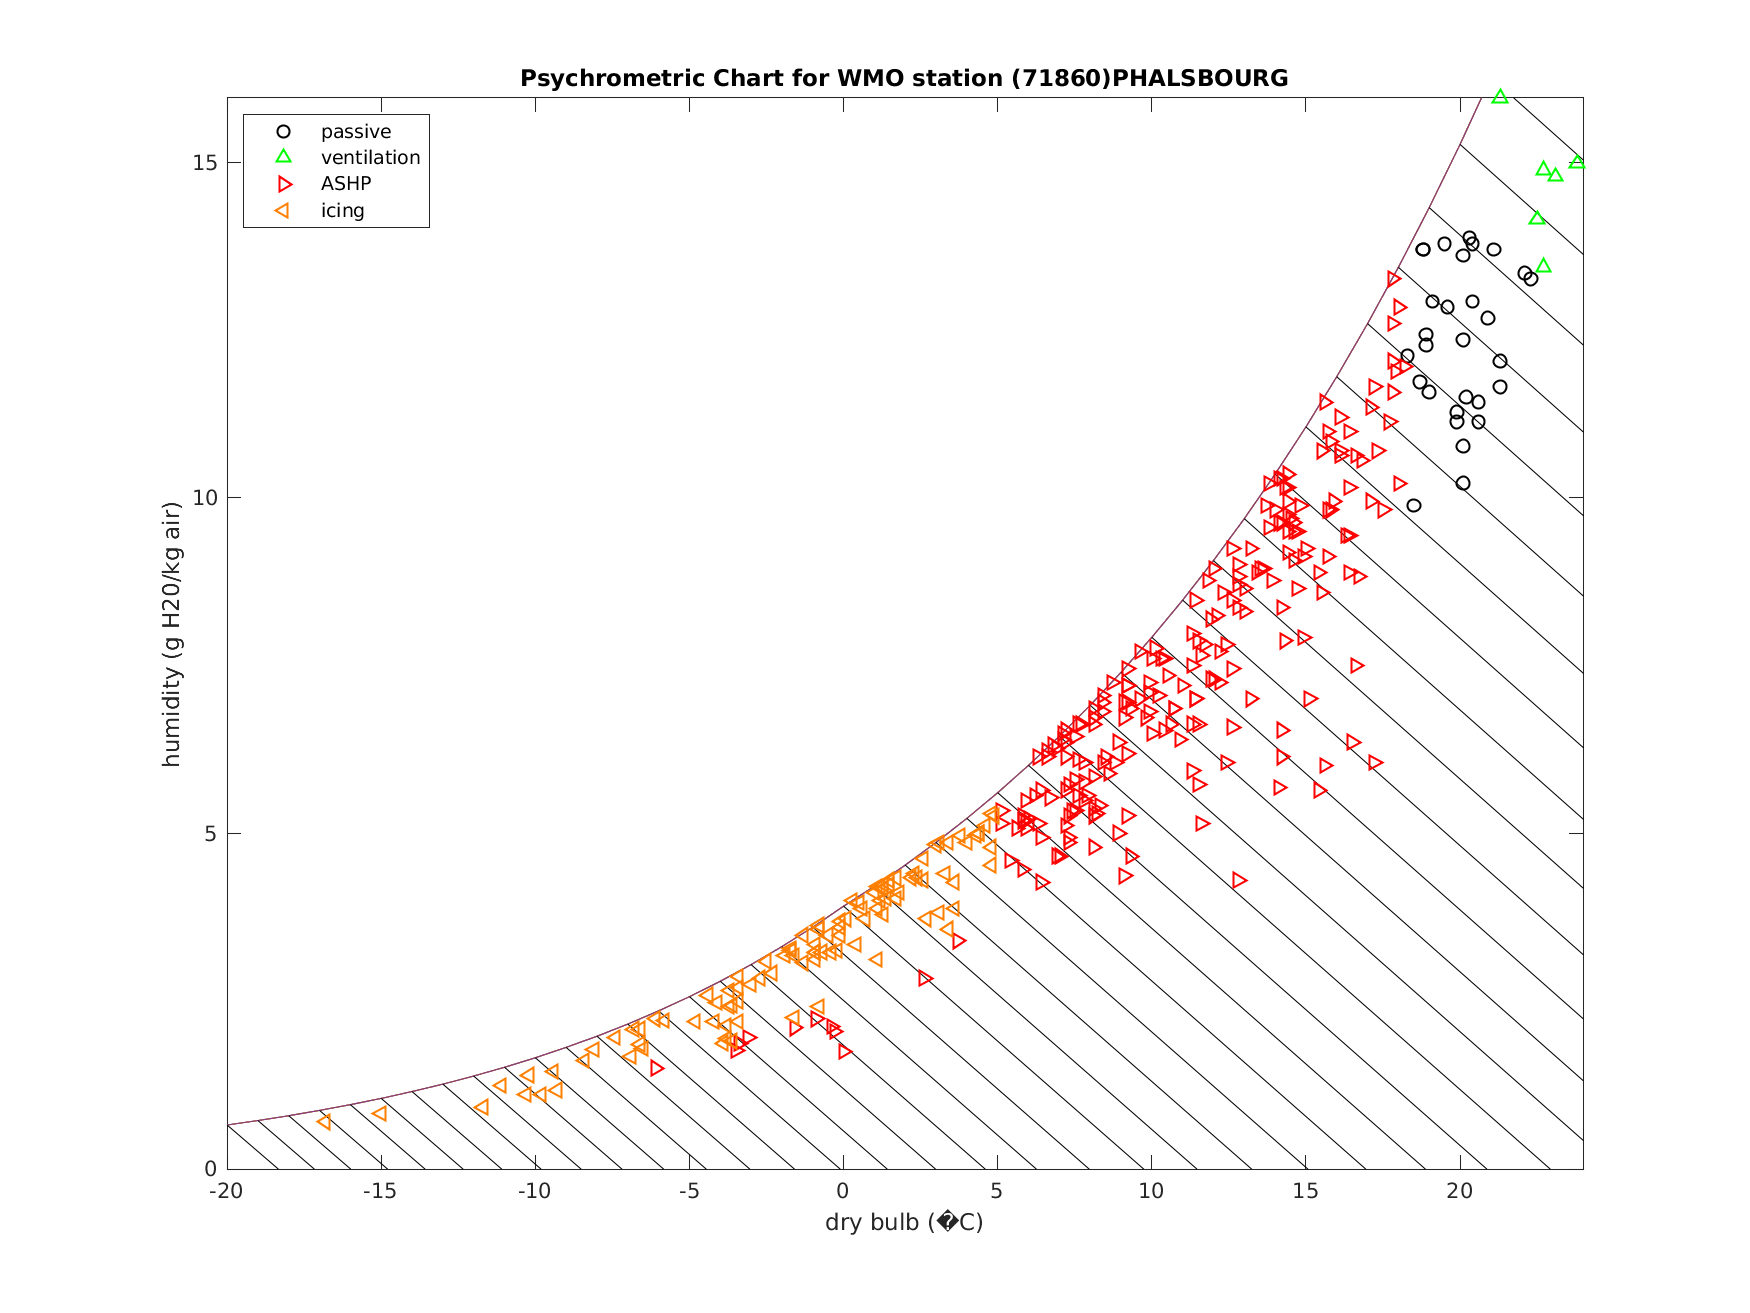 Psychrometric Chart for WMO station (71860)PHALSBOURG
passive
ventilation
ASHP
icing
15
10
5
0
humidity (g H20/kg air)
-20 -15 -10 -5 0 5 10 15 20
dry bulb (�C)